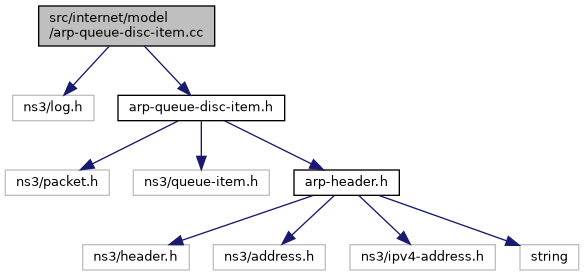 src/internet/model
/arp-queue-disc-item.cc
ns3/log.h
arp-queue-disc-item.h
ns3/packet.h
ns3/queue-item.h
arp-header.h
ns3/header.h
ns3/address.h
ns3/ipv4-address.h
string